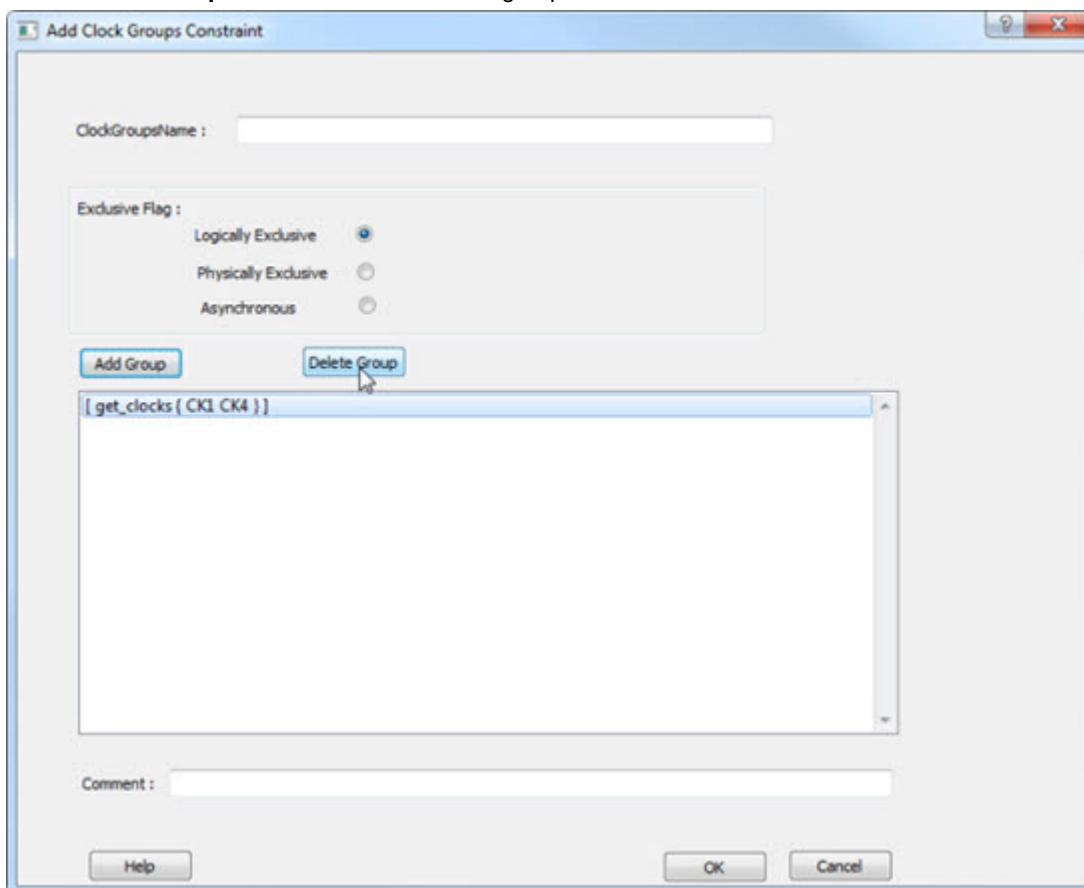 Add Clock Groups Constraint
ClockGroupsName :
Exclusive Flag :
Logically Exclusive
Physically Exclusive
Asynchronous
Add Group Delete Group
[ get_clocks { CK1 CK4 } ]
Comment :
Help OK Cancel